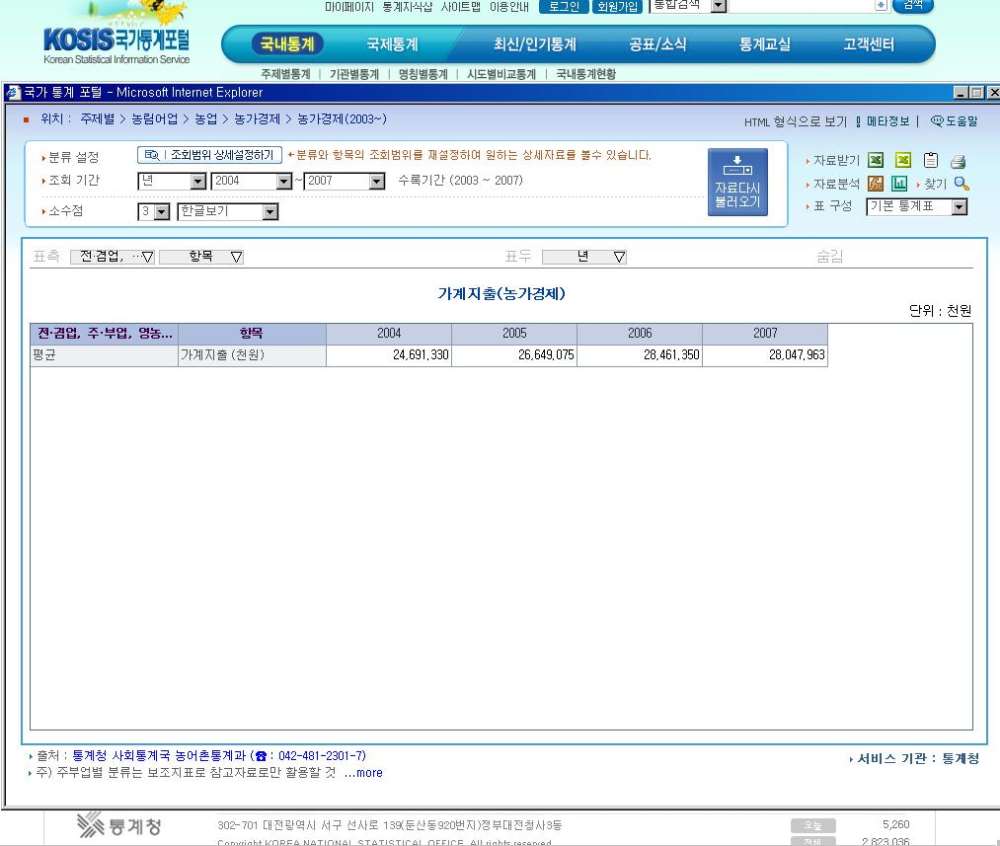 마이페이지 통계지식샵 사이트맵 이용안내 로그인 회원가입 통합검색 검색
KOSIS 국가통계포털
Korean Statistical Information Service
국내통계 국제통계 최신/인기통계 공표/소식 통계교실 고객센터
주제별통계 | 기관별통계 | 명칭별통계 | 시도별비교통계 | 국내통계현황
국가 통계 포털 - Microsoft Internet Explorer
위치 : 주제별 > 농림어업 > 농업 > 농가경제 > 농가경제(2003~)
HTML 형식으로 보기 메타정보 | 도움말
분류 설정 조회범위 상세설정하기 분류와 항목의 조회범위를 재설정하여 원하는 상세자료를 볼수 있습니다.
조회 기간 년 2004 ~ 2007 수록기간 (2003 ~ 2007)
소수점 3 한글보기
자료다시
불러오기
자료받기
자료분석 찾기
표 구성 기본 통계표
표측 전·겸업, ··· 항목 표두 년 숨김
가계지출(농가경제)
단위 : 천원
전·겸업, 주·부업, 영농... 항목 2004 2005 2006 2007
평균 가계지출 (천원) 24,691,330 26,649,075 28,461,350 28,047,963
출처 : 통계청 사회통계국 농어촌통계과 (☎ : 042-481-2301~7)
서비스 기관 : 통계청
주) 주부업별 분류는 보조지표로 참고자료로만 활용할 것 ...more
통계청 302-701 대전광역시 서구 선사로 139(둔산동920번지)정부대전청사3동 오늘 5,260
Copyright KOREA NATIONAL STATISTICAL OFFICE. All rights reserved. 전체 2,823,036